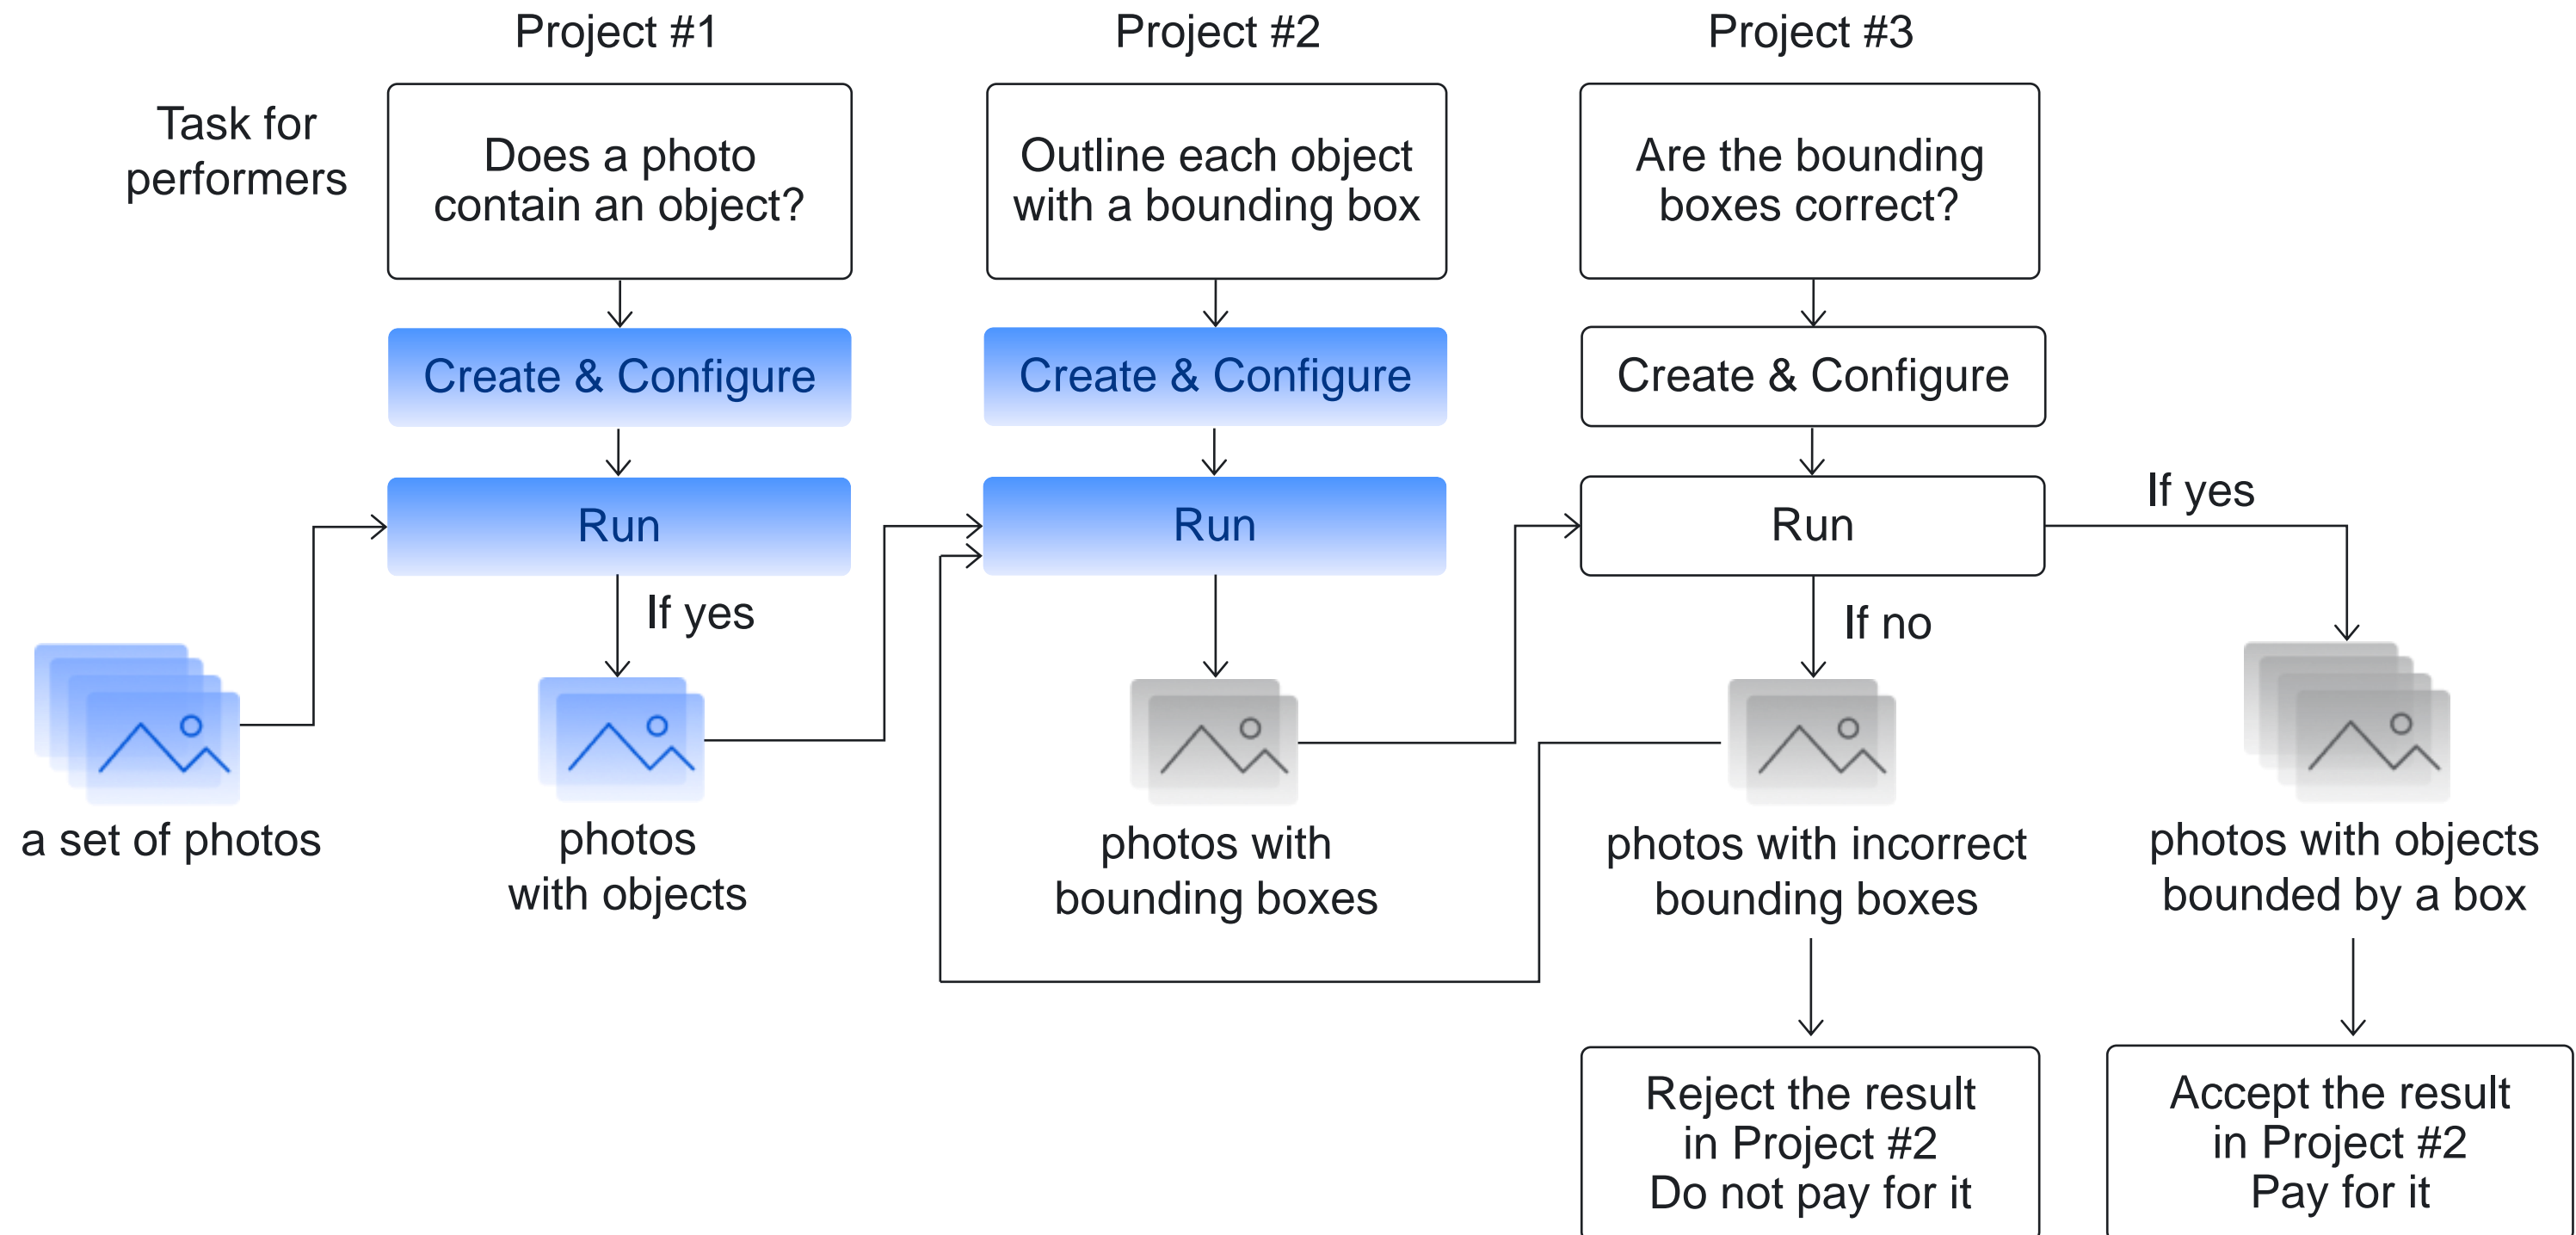 Project #1
Project #2
Project #3
Task for
performers
Does a photo
contain an object?
Outline each object
with a bounding box
Are the bounding
boxes correct?
Create & Configure
Create & Configure
Create & Configure
Run
Run
Run
If yes
If yes
If no
a set of photos
photos
with objects
photos with
bounding boxes
photos with incorrect
bounding boxes
photos with objects
bounded by a box
Reject the result
in Project #2
Do not pay for it
Accept the result
in Project #2
Pay for it